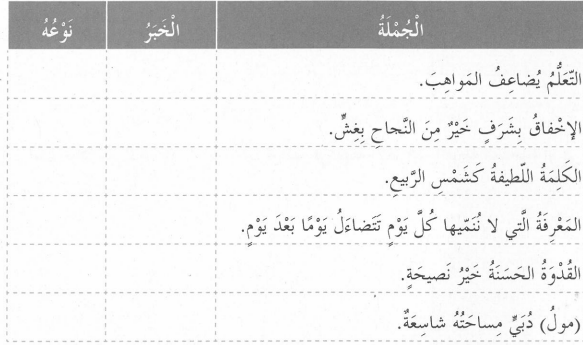 الْجُمْلَةُ الْخَبَرُ نَوْعُهُ
التَّعَلُّمُ يُضاعِفُ المَواهِبَ.
الإِخْفاقُ بِشَرَفٍ خَيْرٌ مِنَ النَّجاحِ بِغِشٍّ.
الكَلِمَةُ اللَّطيفةُ كَشَمْسِ الرَّبيعِ.
المَعْرِفَةُ الَّتي لا نُنَمّيها كُلَّ يَوْمٍ تَتَضاءَلُ يَوْمًا بَعْدَ يَوْمٍ.
القُدْوَةُ الحَسَنَةُ خَيْرُ نَصيحَةٍ.
(مولُ) دُبَيٍّ مِساحَتُهُ شاسِعَةٌ.